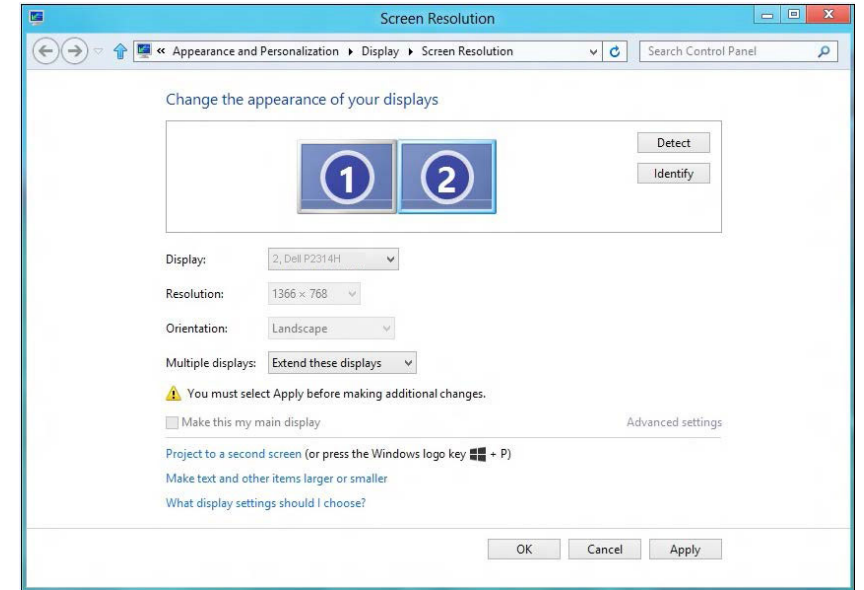 Screen Resolution
« Appearance and Personalization ▸ Display ▸ Screen Resolution
Search Control Panel
Change the appearance of your displays
1
2
Detect
Identify
Display: 2, Dell P2314H
Resolution: 1366 × 768
Orientation: Landscape
Multiple displays: Extend these displays
You must select Apply before making additional changes.
Make this my main display
Advanced settings
Project to a second screen (or press the Windows logo key + P)
Make text and other items larger or smaller
What display settings should I choose?
OK
Cancel
Apply